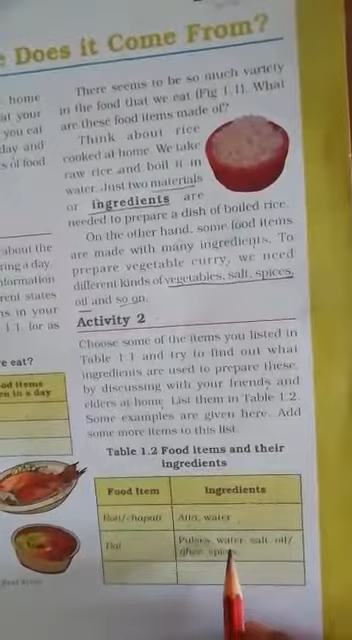 e Does it Come From?
home
at your
you eat
day and
s of food
about the
ring a day.
nformation
rent states
ns in your
1.1 for as
e eat?
od items
en in a day
There seems to be so much variety
in the food that we eat (Fig 1.1). What
are these food items made of?
Think about rice
cooked at home. We take
raw rice and boil it in
water. Just two materials
or ingredients are
needed to prepare a dish of boiled rice.
On the other hand, some food items
are made with many ingredients. To
prepare vegetable curry, we need
different kinds of vegetables, salt, spices,
oil and so on.
Activity 2
Choose some of the items you listed in
Table 1.1 and try to find out what
ingredients are used to prepare these,
by discussing with your friends and
elders at home. List them in Table 1.2.
Some examples are given here. Add
some more items to this list.
Table 1.2 Food items and their
ingredients
Food Item Ingredients
Roti/chapati Atta, water
Dal Pulses, water, salt, oil/
ghee, spices